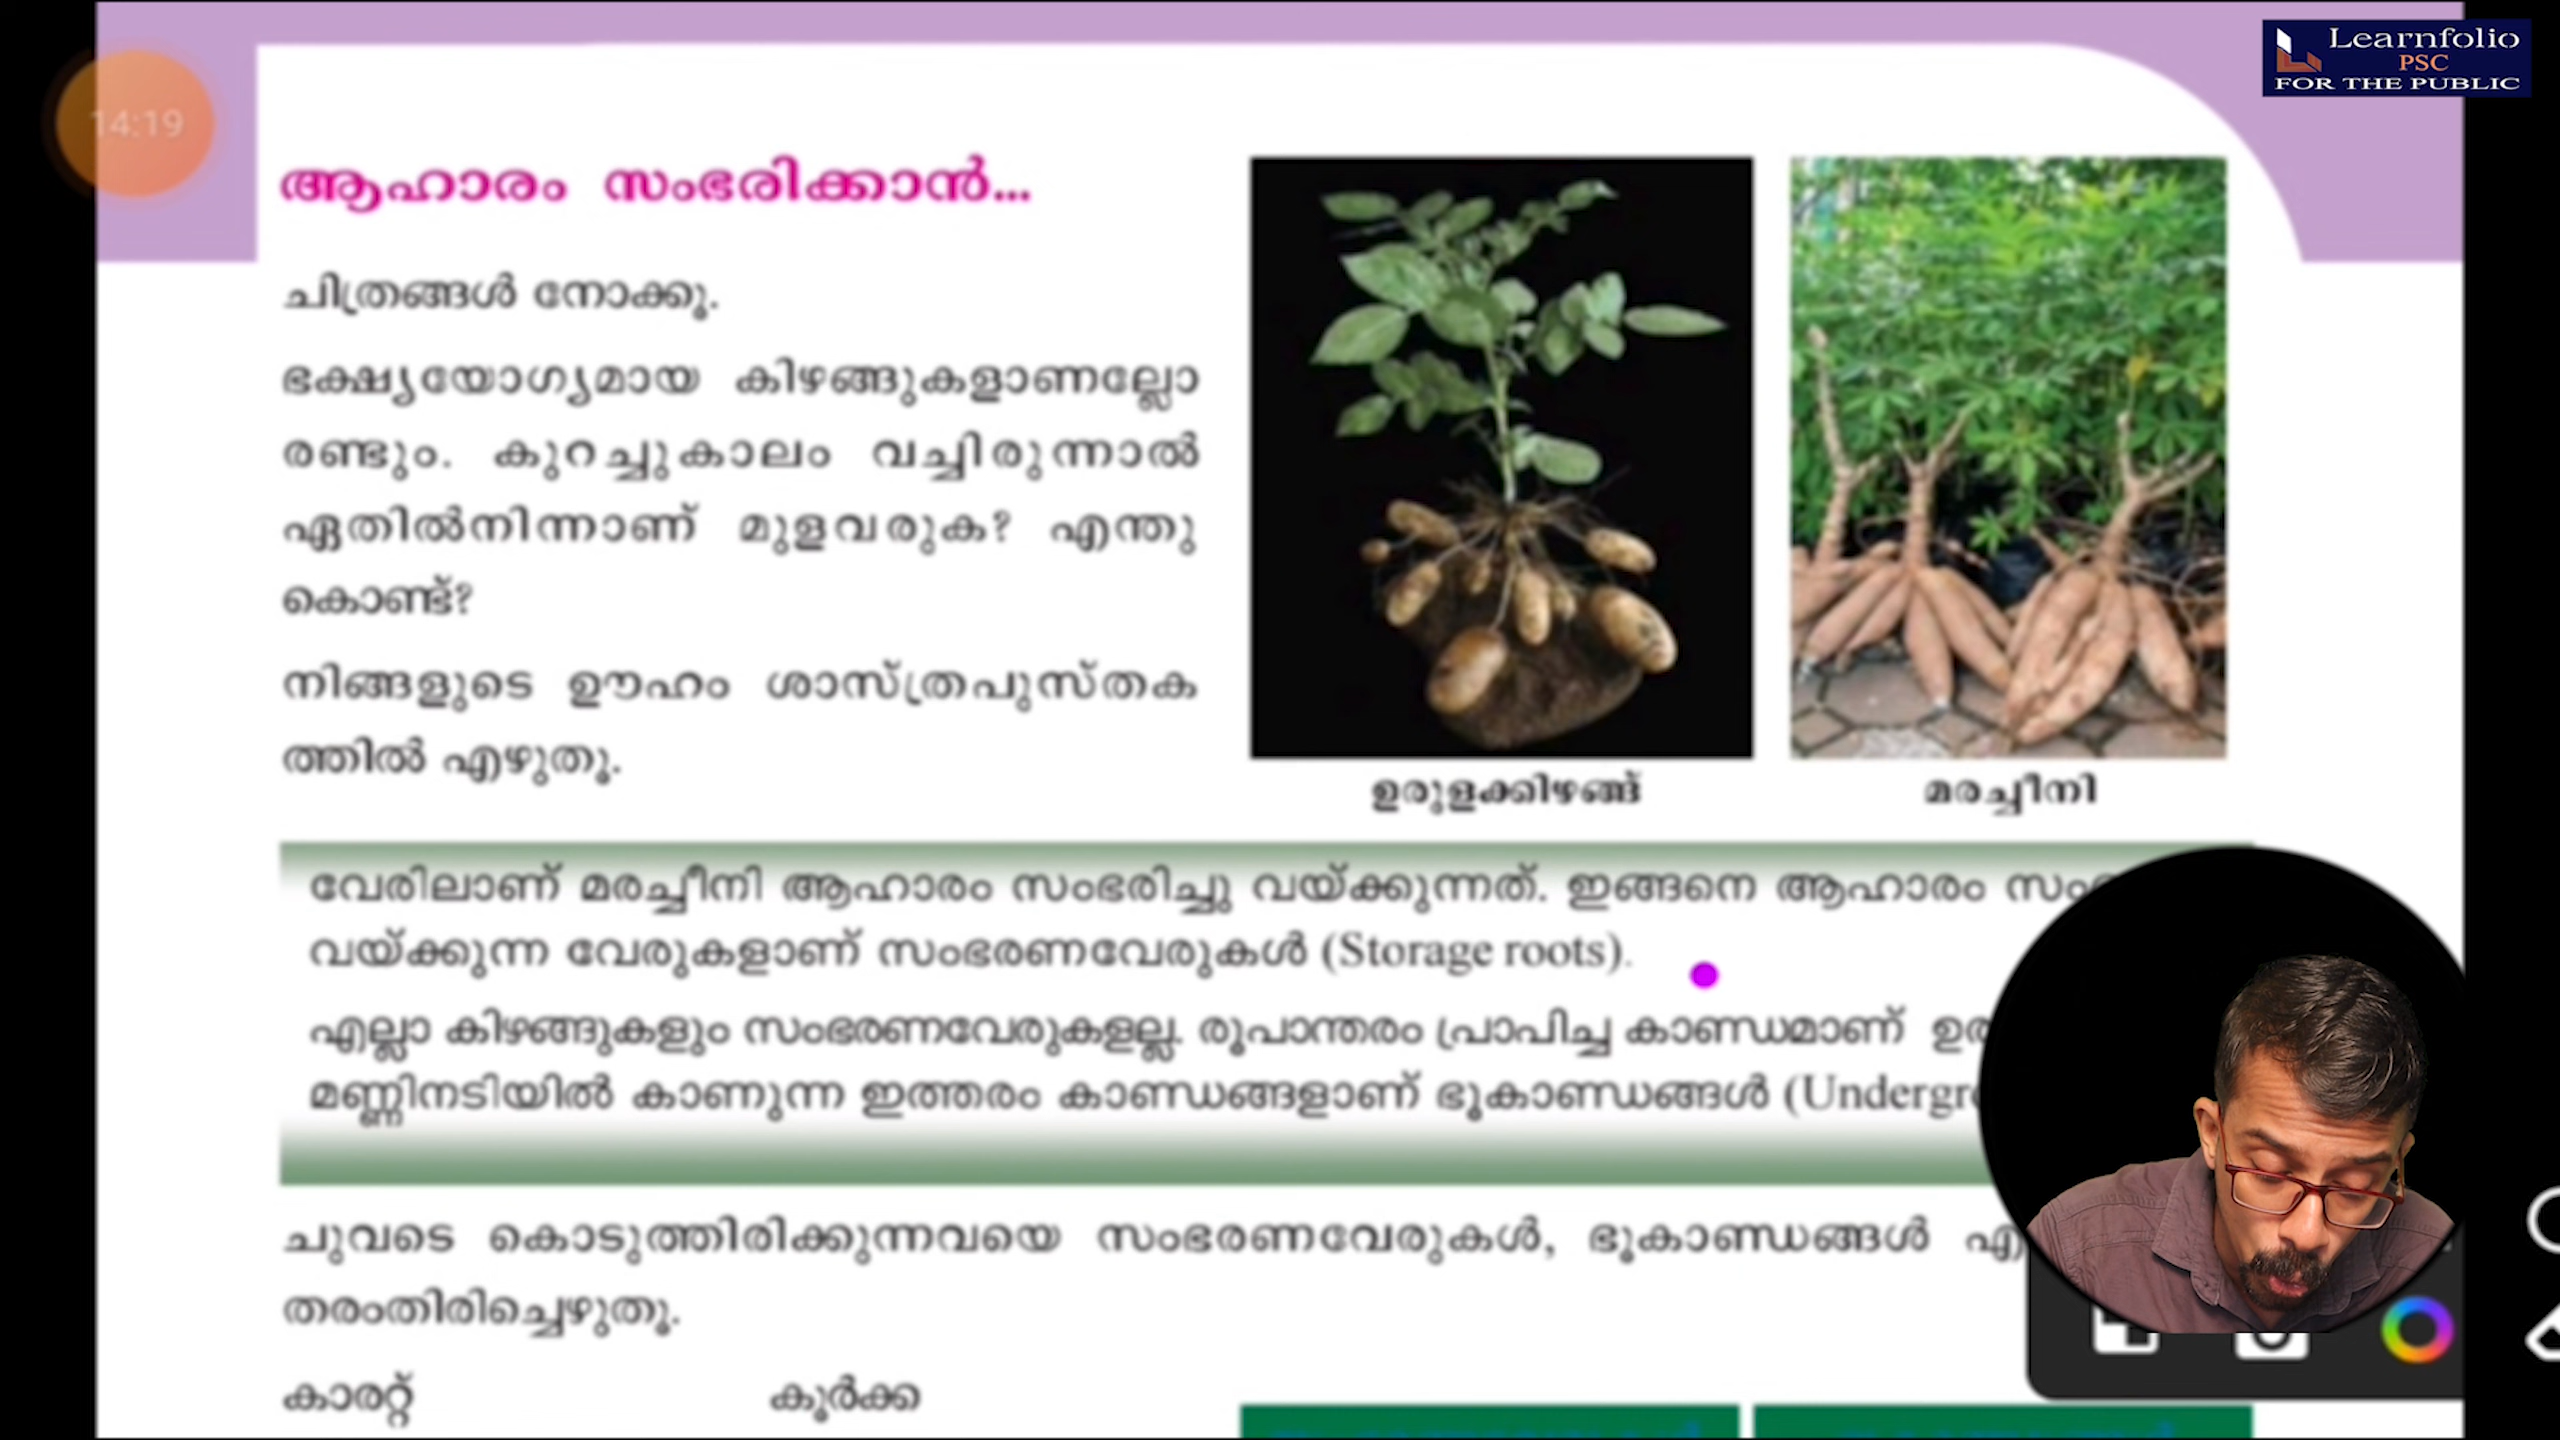 Learnfolio
PSC
FOR THE PUBLIC
14:19
ആഹാരം സംഭരിക്കാൻ...
ചിത്രങ്ങൾ നോക്കൂ.
ഭക്ഷ്യയോഗ്യമായ കിഴങ്ങുകളാണല്ലോ
രണ്ടും. കുറച്ചുകാലം വച്ചിരുന്നാൽ
ഏതിൽനിന്നാണ് മുളവരുക? എന്തു
കൊണ്ട്?
നിങ്ങളുടെ ഊഹം ശാസ്ത്രപുസ്തക
ത്തിൽ എഴുതൂ.
ഉരുളക്കിഴങ്ങ്
മരച്ചീനി
വേരിലാണ് മരച്ചീനി ആഹാരം സംഭരിച്ചു വയ്ക്കുന്നത്. ഇങ്ങനെ ആഹാരം
വയ്ക്കുന്ന വേരുകളാണ് സംഭരണവേരുകൾ (Storage roots).
എല്ലാ കിഴങ്ങുകളും സംഭരണവേരുകളല്ല. രൂപാന്തരം പ്രാപിച്ച കാണ്ഡമാണ്
മണ്ണിനടിയിൽ കാണുന്ന ഇത്തരം കാണ്ഡങ്ങളാണ് ഭൂകാണ്ഡങ്ങൾ
ചുവടെ കൊടുത്തിരിക്കുന്നവയെ സംഭരണവേരുകൾ, ഭൂകാണ്ഡങ്ങൾ
തരംതിരിച്ചെഴുതൂ.
കാരറ്റ്
കൂർക്ക